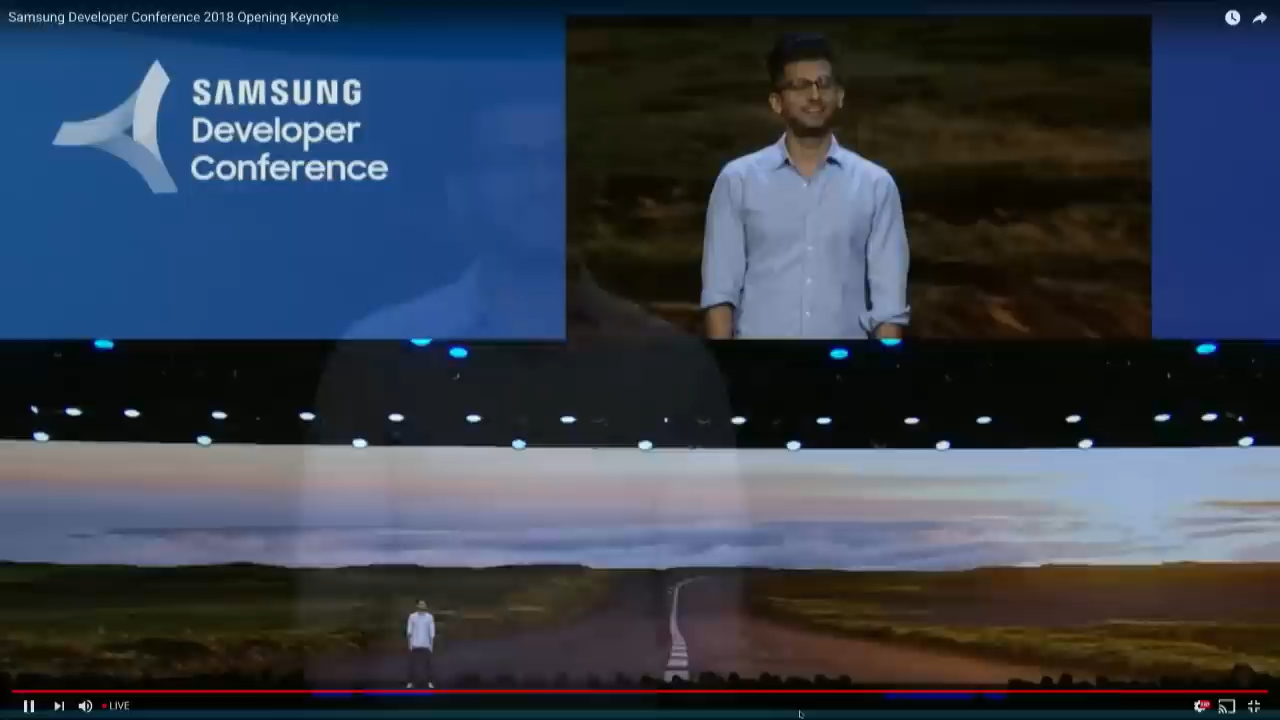 Samsung Developer Conference 2018 Opening Keynote
SAMSUNG
Developer
Conference
LIVE